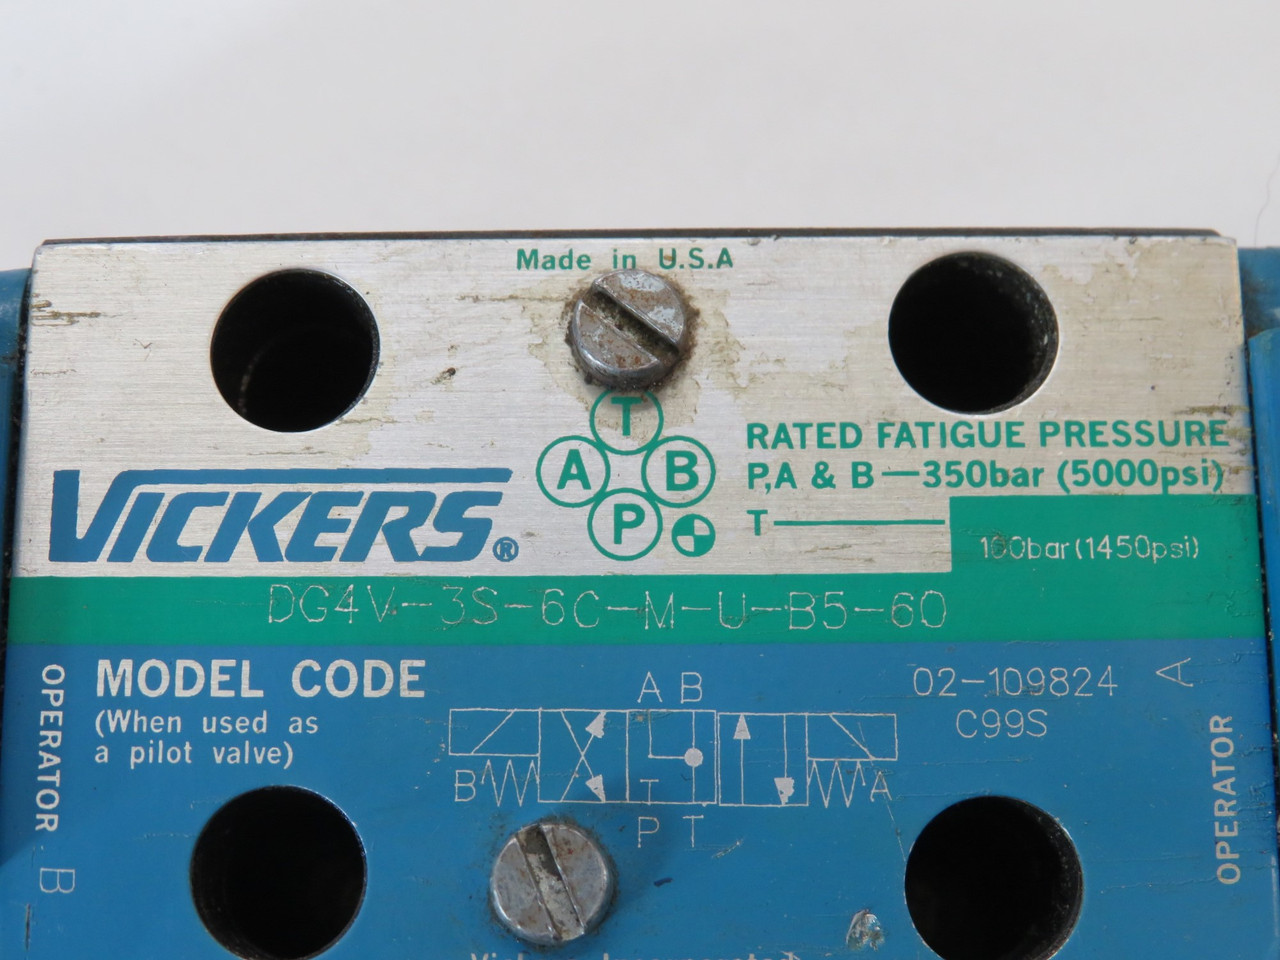 Made in U.S.A
T
A B
P
RATED FATIGUE PRESSURE
P,A & B—350bar (5000psi)
T— 100bar(1450psi)
VICKERS®
DG4V-3S-6C-M-U-B5-60
MODEL CODE
(When used as
a pilot valve)
OPERATOR B
A B
B T A
P T
02-109824
C99S
A
OPERATOR